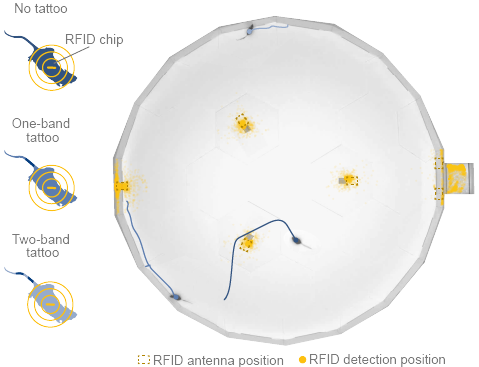 No tattoo
RFID chip
One-band
tattoo
Two-band
tattoo
RFID antenna position
RFID detection position